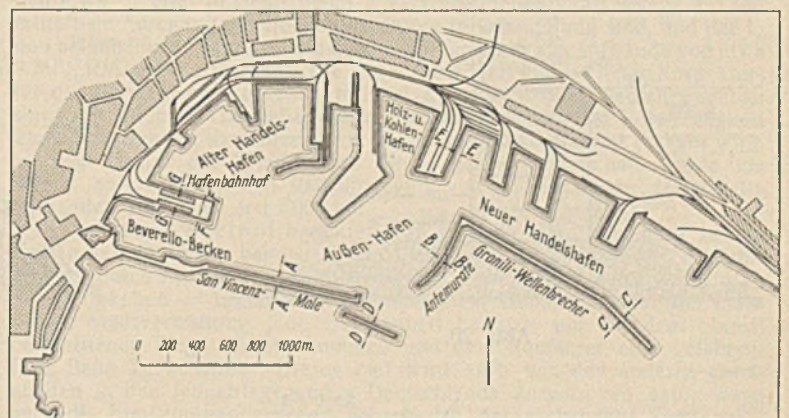 Alter Handels-
Hafen
Holz- u.
Kohlen-
Hafen
E
E
G
Hafenbahnhof
F
G
F
Beverello-Becken
Außen-Hafen
Neuer Handelshafen
San Vincenz-
Mole
A
A
B
B
Antemurate
Granili-Wellenbrecher
C
C
D
D
N
0 200 400 600 800 1000m.